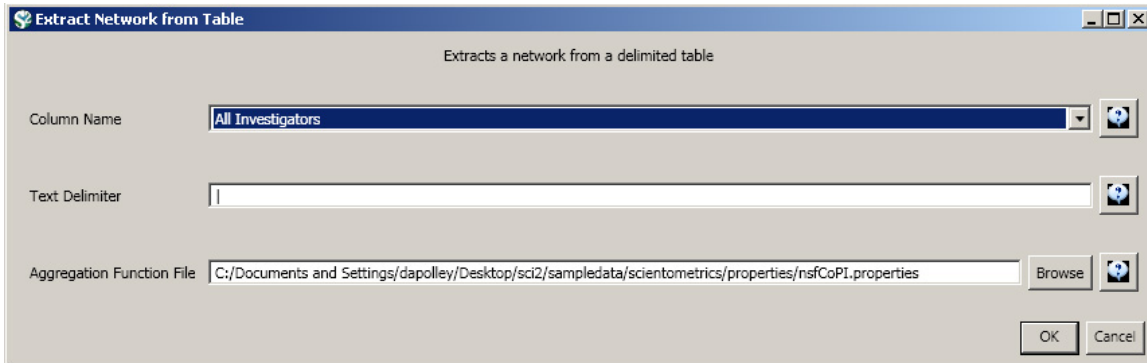 Extract Network from Table
Extracts a network from a delimited table
Column Name All Investigators
Text Delimiter |
Aggregation Function File C:/Documents and Settings/dapolley/Desktop/sci2/sampledata/scientometrics/properties/nsfCoPI.properties Browse
OK Cancel